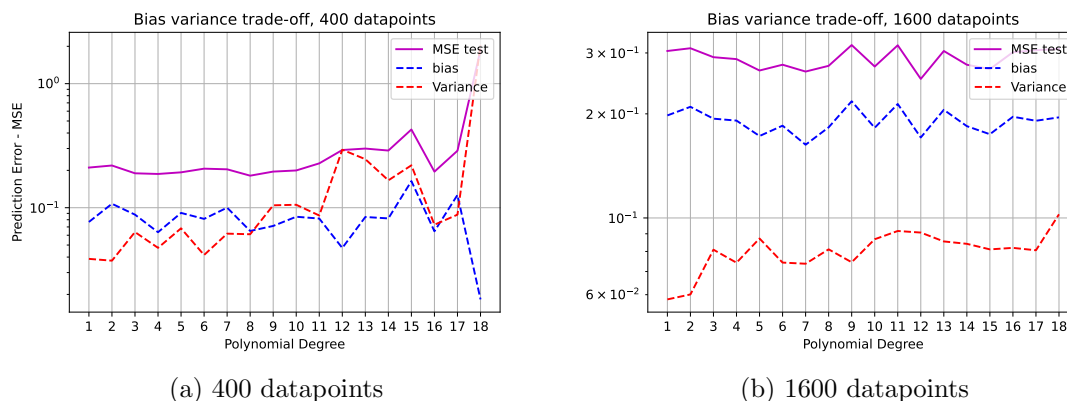 Bias variance trade-off, 400 datapoints
Prediction Error - MSE
10⁰
10⁻¹
MSE test
bias
Variance
1 2 3 4 5 6 7 8 9 10 11 12 13 14 15 16 17 18
Polynomial Degree
(a) 400 datapoints
Bias variance trade-off, 1600 datapoints
3 × 10⁻¹
2 × 10⁻¹
10⁻¹
6 × 10⁻²
MSE test
bias
Variance
1 2 3 4 5 6 7 8 9 10 11 12 13 14 15 16 17 18
Polynomial Degree
(b) 1600 datapoints